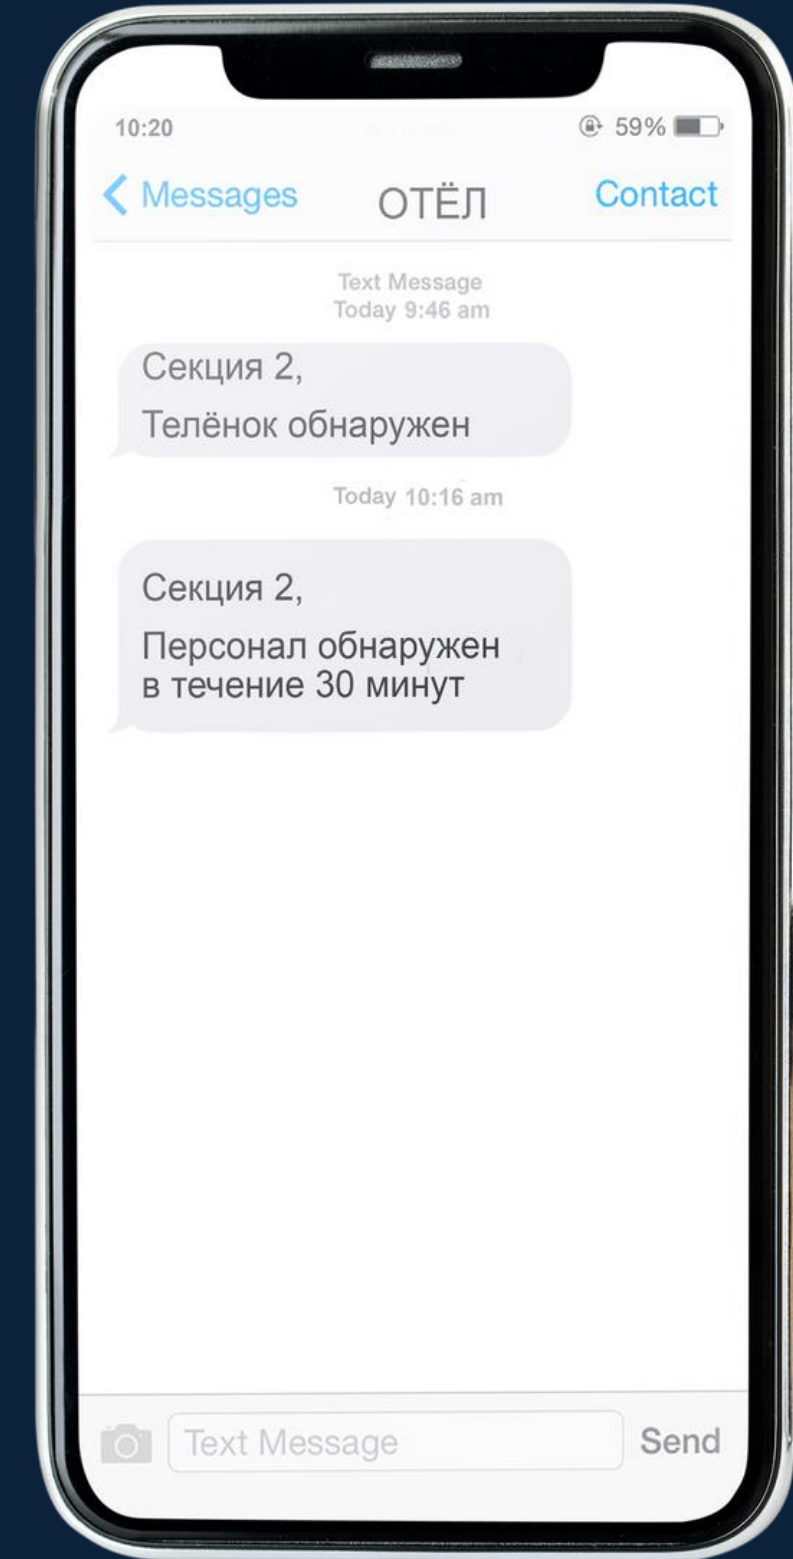 10:20
59%
Messages
ОТЁЛ
Contact
Text Message
Today 9:46 am
Секция 2,
Телёнок обнаружен
Today 10:16 am
Секция 2,
Персонал обнаружен
в течение 30 минут
Text Message
Send